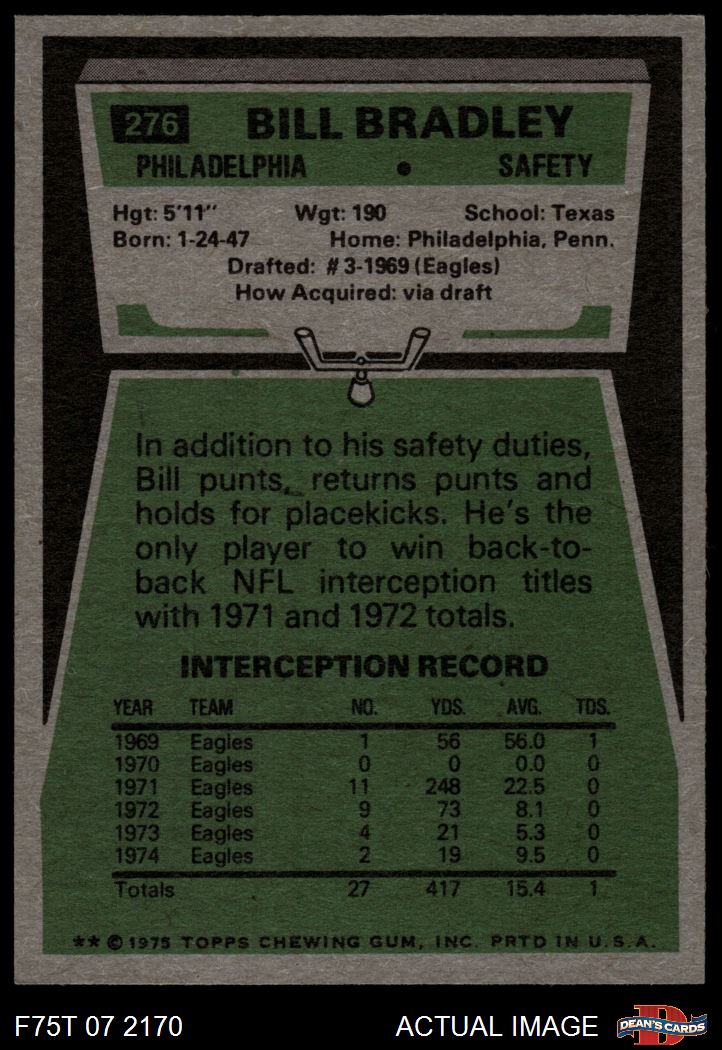 276 BILL BRADLEY
PHILADELPHIA • SAFETY
Hgt: 5'11" Wgt: 190 School: Texas
Born: 1-24-47 Home: Philadelphia, Penn.
Drafted: #3-1969 (Eagles)
How Acquired: via draft
In addition to his safety duties,
Bill punts, returns punts and
holds for placekicks. He's the
only player to win back-to-
back NFL interception titles
with 1971 and 1972 totals.
INTERCEPTION RECORD
YEAR TEAM NO. YDS. AVG. TDS.
1969 Eagles 1 56 56.0 1
1970 Eagles 0 0 0.0 0
1971 Eagles 11 248 22.5 0
1972 Eagles 9 73 8.1 0
1973 Eagles 4 21 5.3 0
1974 Eagles 2 19 9.5 0
Totals 27 417 15.4 1
** © 1975 TOPPS CHEWING GUM, INC. PRTD IN U.S.A.
F75T 07 2170 ACTUAL IMAGE D DEAN'S CARDS